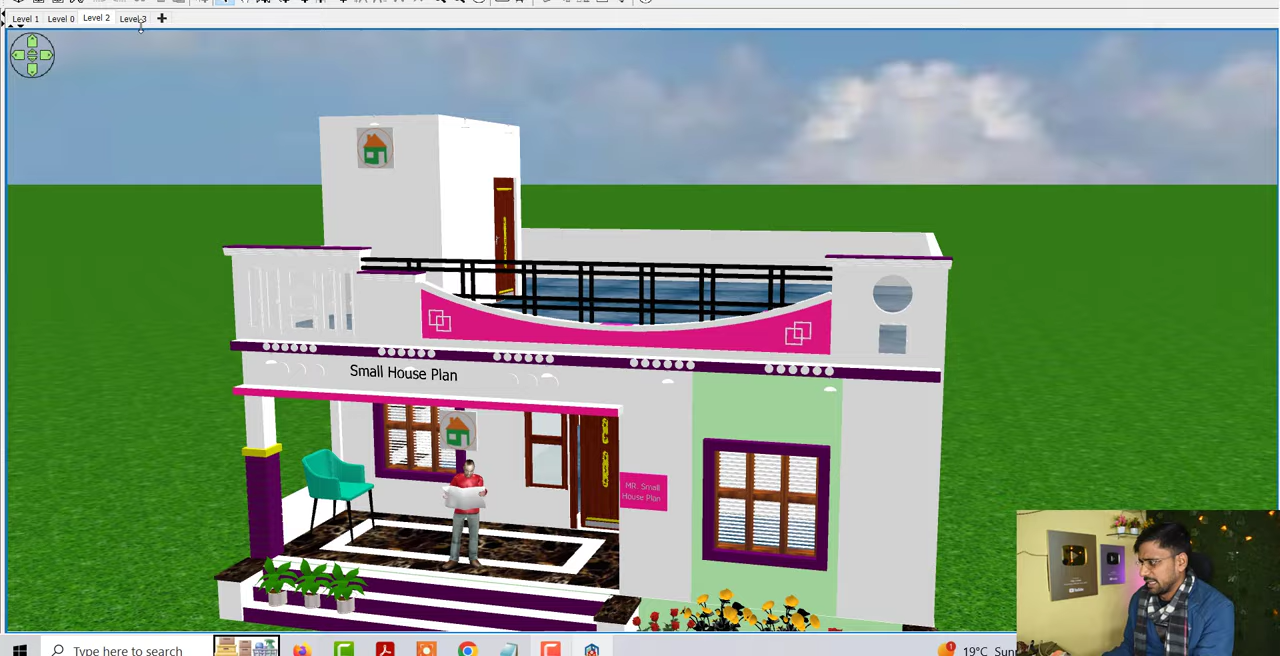 Level 1 Level 0 Level 2 Level 3
Small House Plan
MR. Small
House Plan
Type here to search
19°C Sun